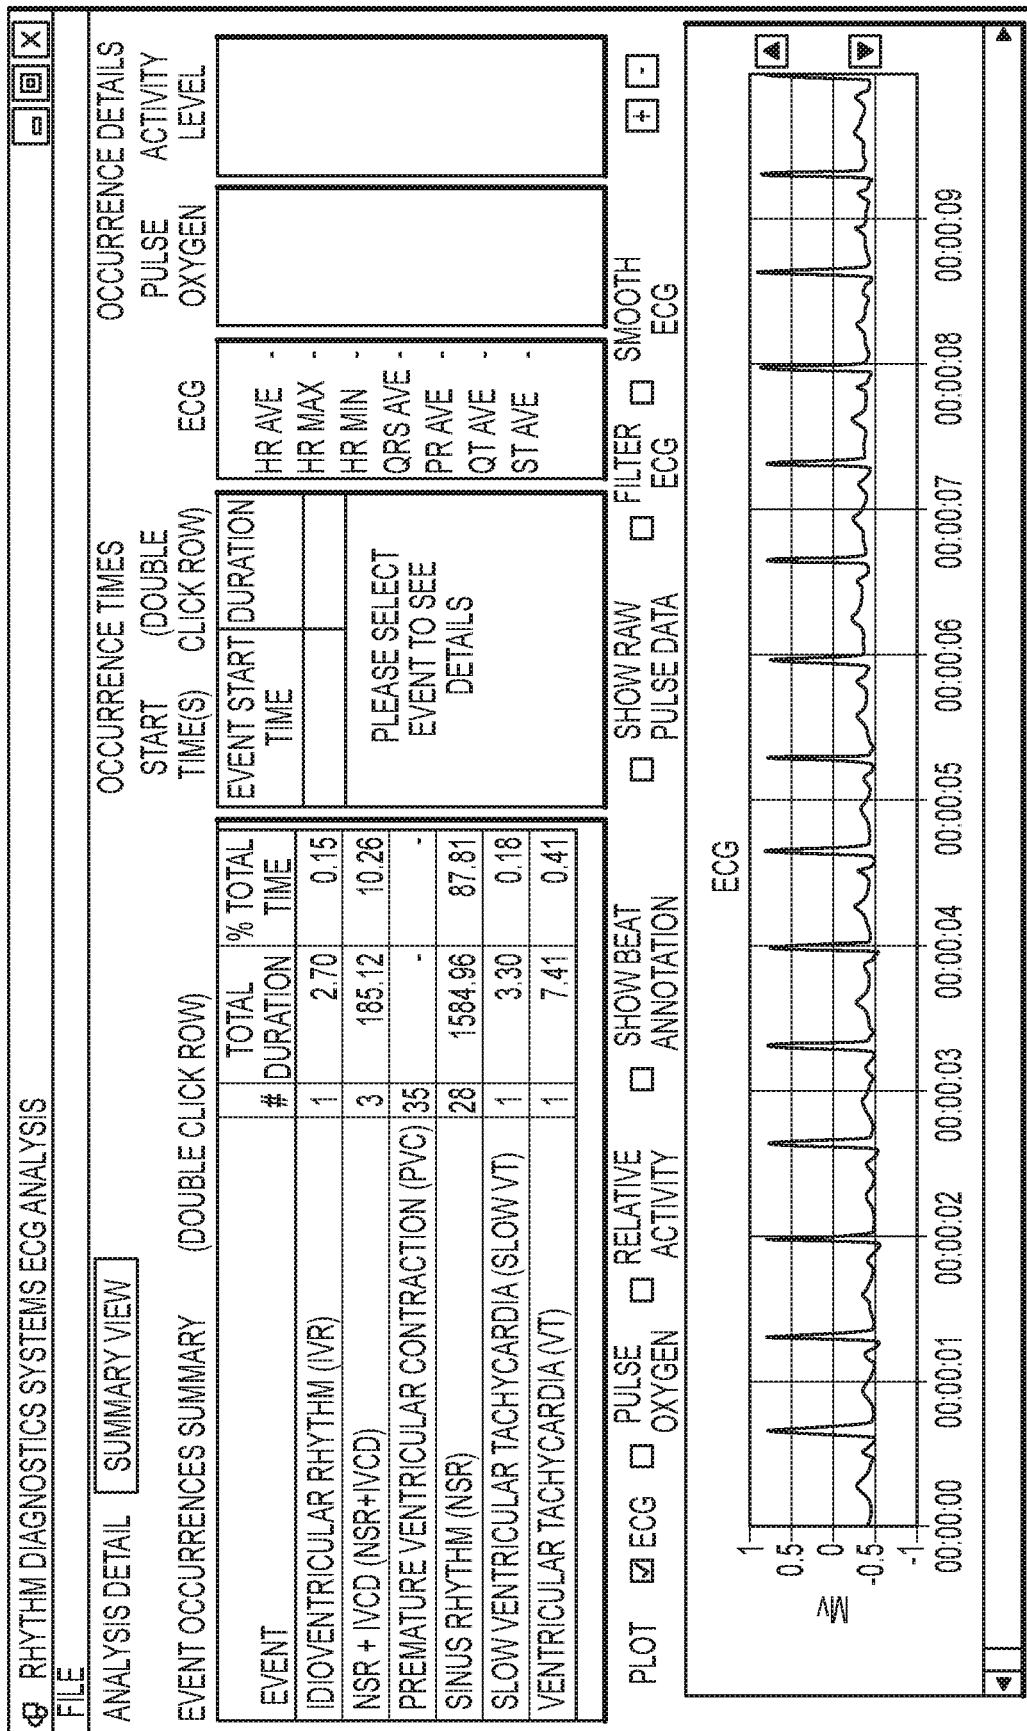 RHYTHM DIAGNOSTICS SYSTEMS ECG ANALYSIS
FILE
ANALYSIS DETAIL SUMMARY VIEW
EVENT OCCURRENCES SUMMARY (DOUBLE CLICK ROW)
EVENT # TOTAL DURATION % TOTAL TIME
IDIOVENTRICULAR RHYTHM (IVR) 1 2.70 0.15
NSR + IVCD (NSR+IVCD) 3 185.12 10.26
PREMATURE VENTRICULAR CONTRACTION (PVC) 35 - -
SINUS RHYTHM (NSR) 28 1584.96 87.81
SLOW VENTRICULAR TACHYCARDIA (SLOW VT) 1 3.30 0.18
VENTRICULAR TACHYCARDIA (VT) 1 7.41 0.41
OCCURRENCE TIMES
START (DOUBLE
TIME(S) CLICK ROW)
EVENT START TIME DURATION
PLEASE SELECT
EVENT TO SEE
DETAILS
OCCURRENCE DETAILS
ECG
HR AVE -
HR MAX -
HR MIN -
QRS AVE -
PR AVE -
QT AVE -
ST AVE -
PULSE
OXYGEN
ACTIVITY
LEVEL
PLOT ECG PULSE OXYGEN RELATIVE ACTIVITY SHOW BEAT ANNOTATION SHOW RAW PULSE DATA FILTER ECG SMOOTH ECG + -
ECG
Mv
1
0.5
0
-0.5
-1
00:00:00 00:00:01 00:00:02 00:00:03 00:00:04 00:00:05 00:00:06 00:00:07 00:00:08 00:00:09